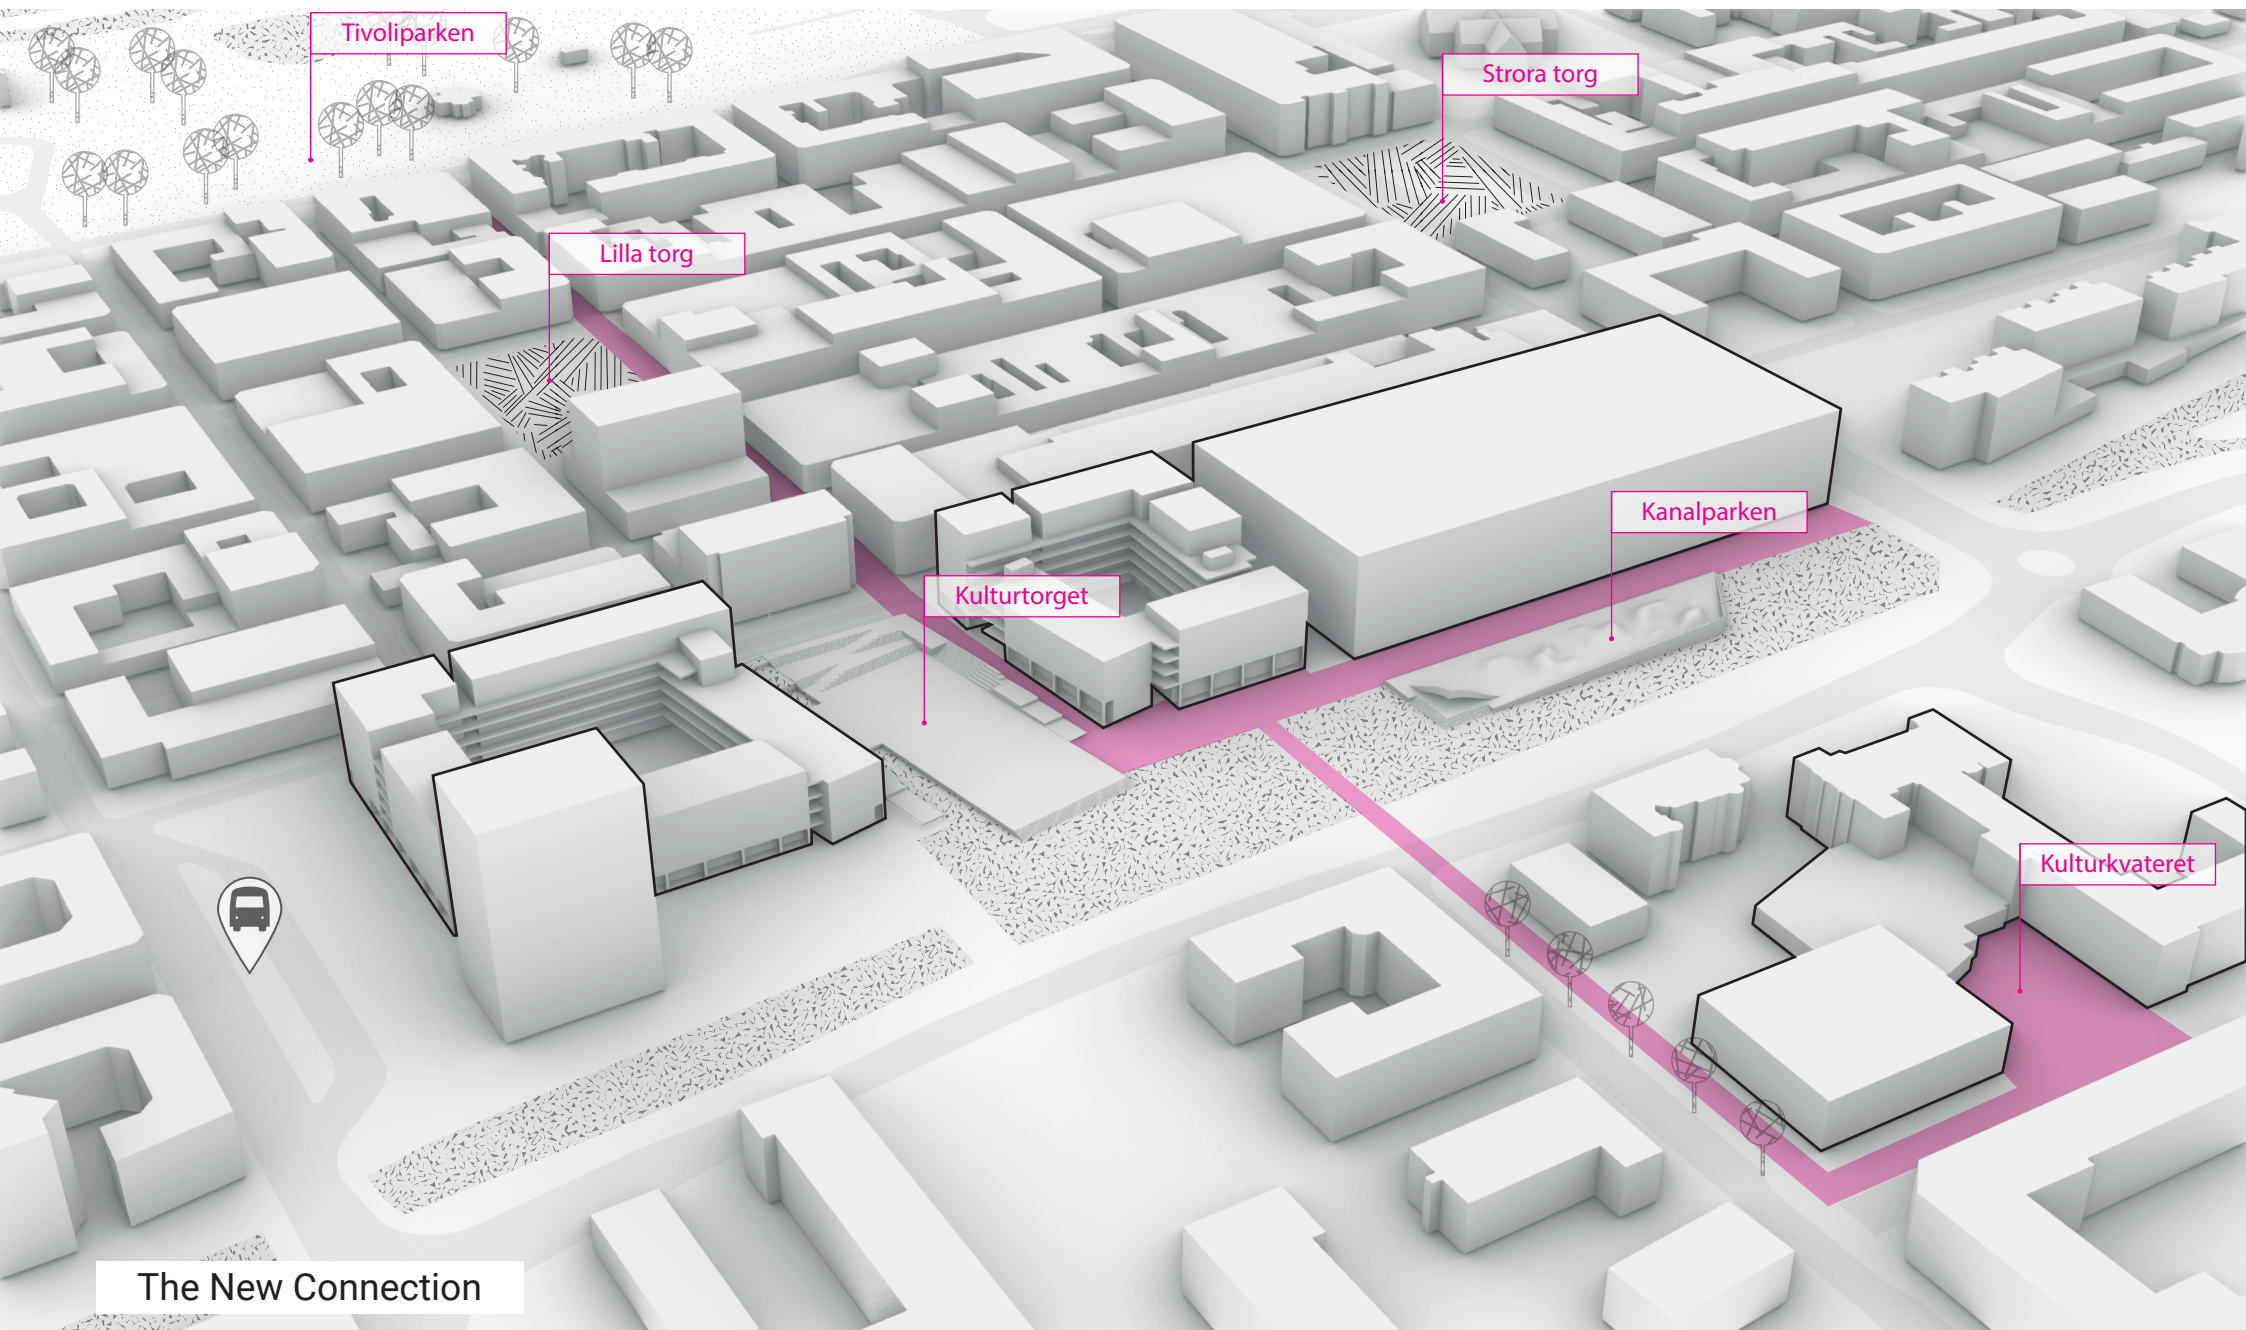 Tivoliparken
Strora torg
Lilla torg
Kanalparken
Kulturtorget
Kulturkvateret
The New Connection